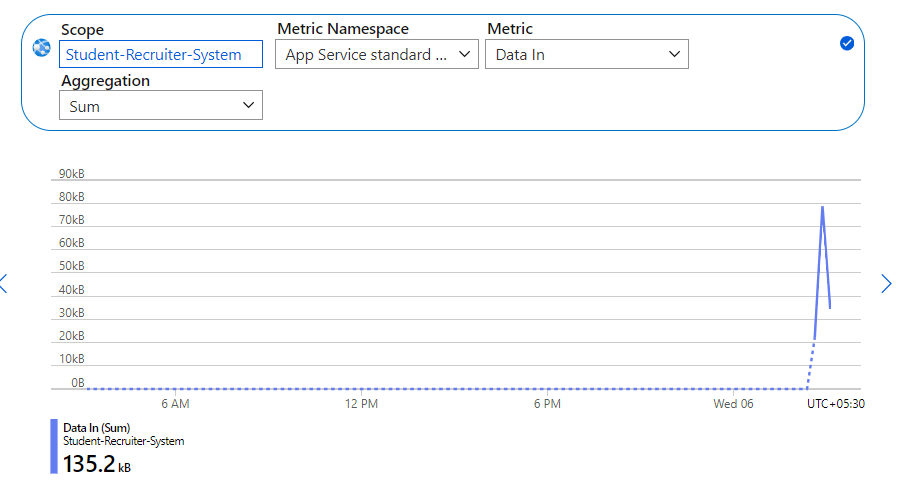 Scope
Metric Namespace
Metric
Student-Recruiter-System
App Service standard ...
Data In
Aggregation
Sum
90kB
80kB
70kB
60kB
50kB
40kB
30kB
20kB
10kB
0B
6 AM
12 PM
6 PM
Wed 06
UTC+05:30
Data In (Sum)
Student-Recruiter-System
135.2 kB